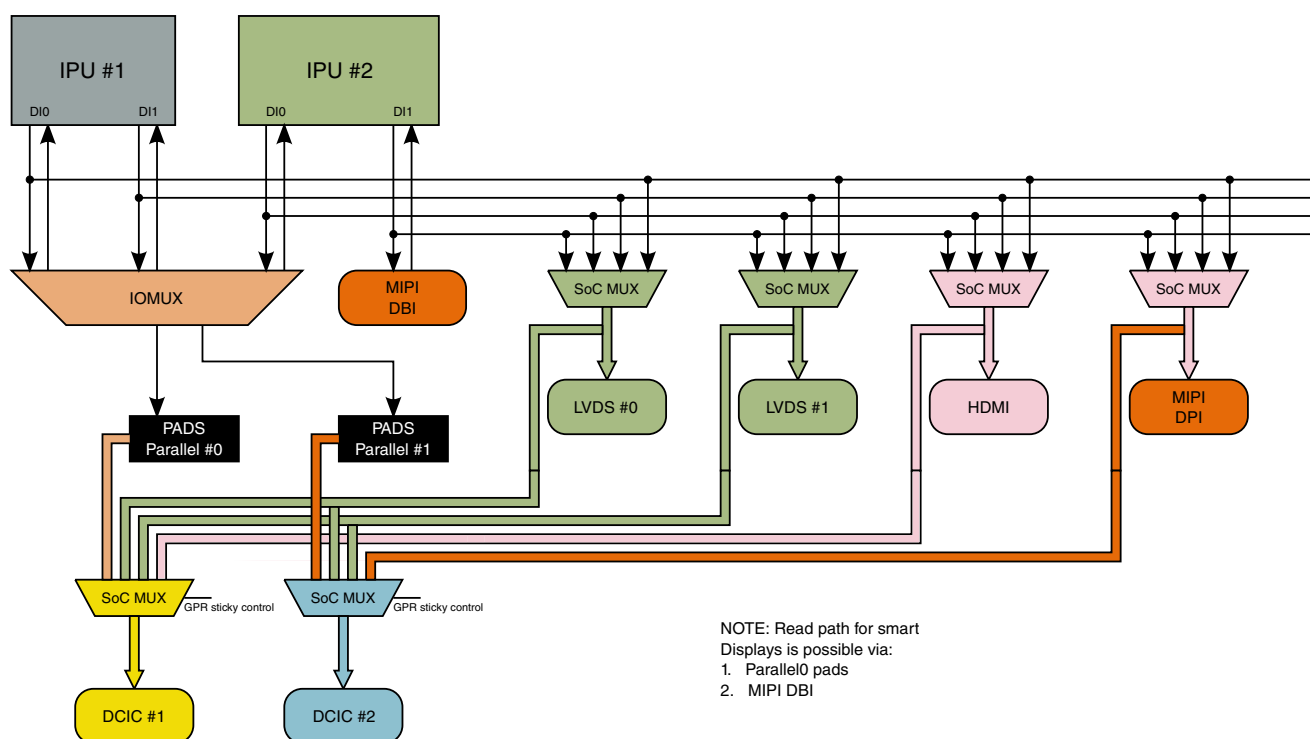 IPU #1
IPU #2
DI0
DI1
DI0
DI1
IOMUX
MIPI
DBI
SoC MUX
SoC MUX
SoC MUX
SoC MUX
LVDS #0
LVDS #1
HDMI
MIPI
DPI
PADS
Parallel #0
PADS
Parallel #1
SoC MUX
GPR sticky control
SoC MUX
GPR sticky control
NOTE: Read path for smart
Displays is possible via:
1. Parallel0 pads
2. MIPI DBI
DCIC #1
DCIC #2